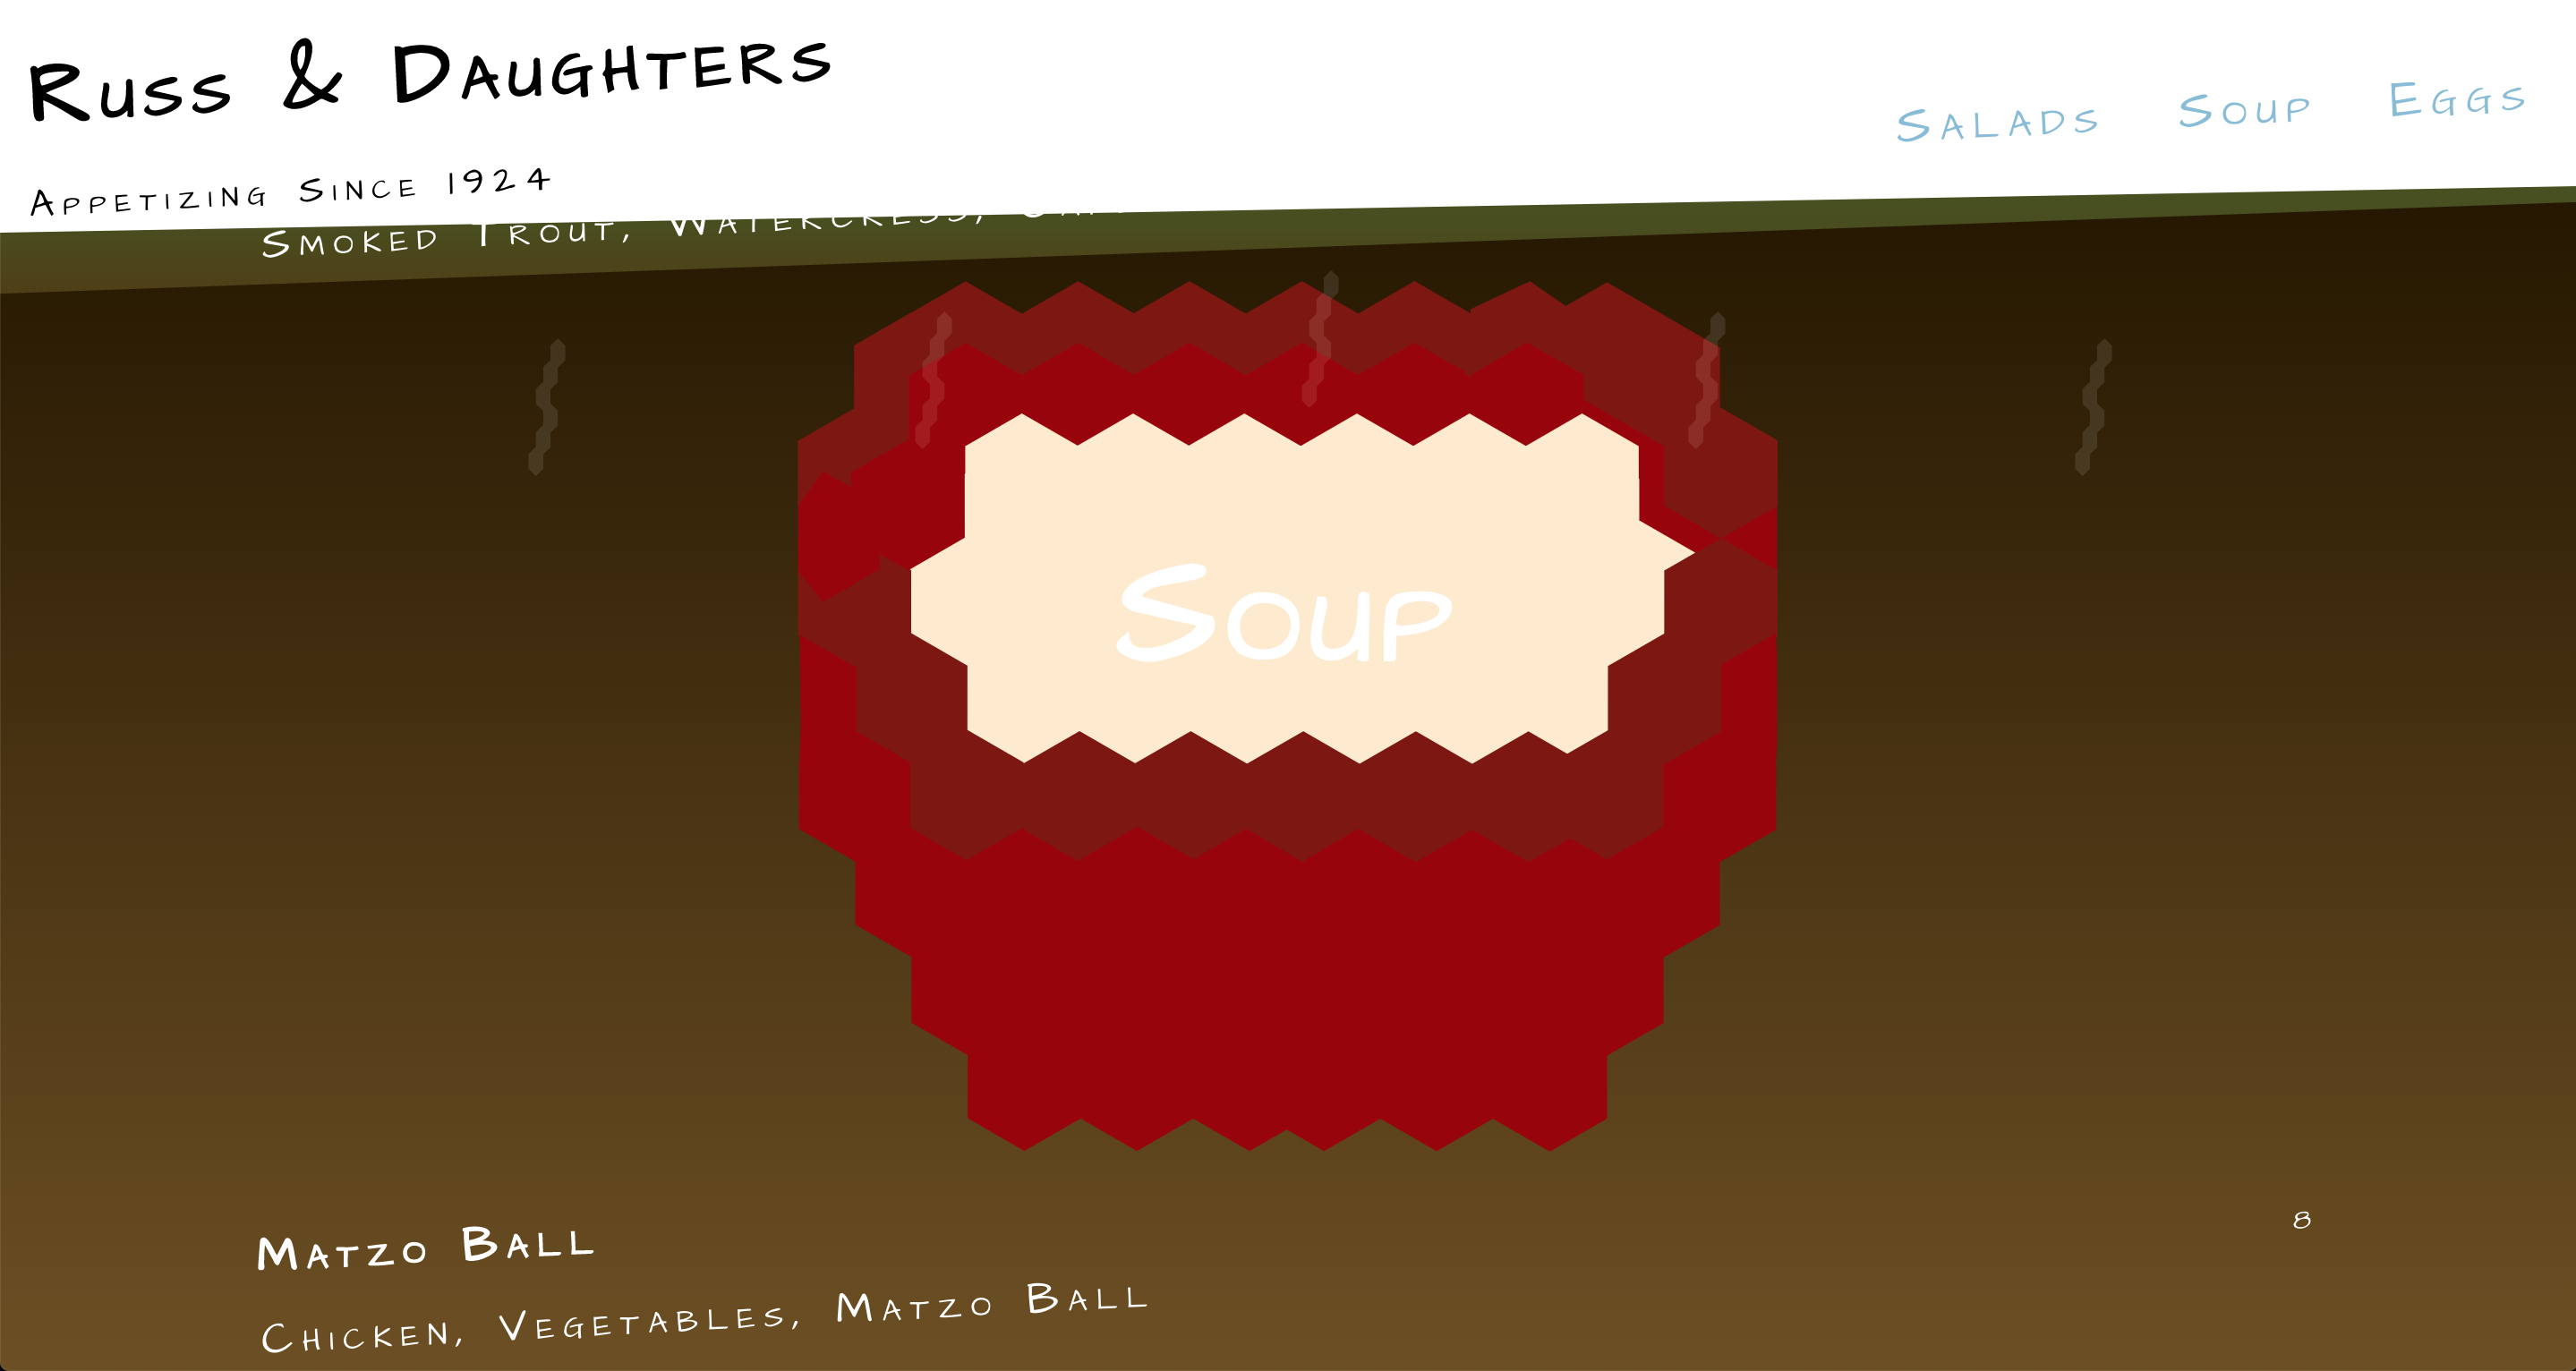 Russ & Daughters
Appetizing Since 1924
Salads Soup Eggs
Smoked Trout, Watercress,
Soup
Matzo Ball
8
Chicken, Vegetables, Matzo Ball